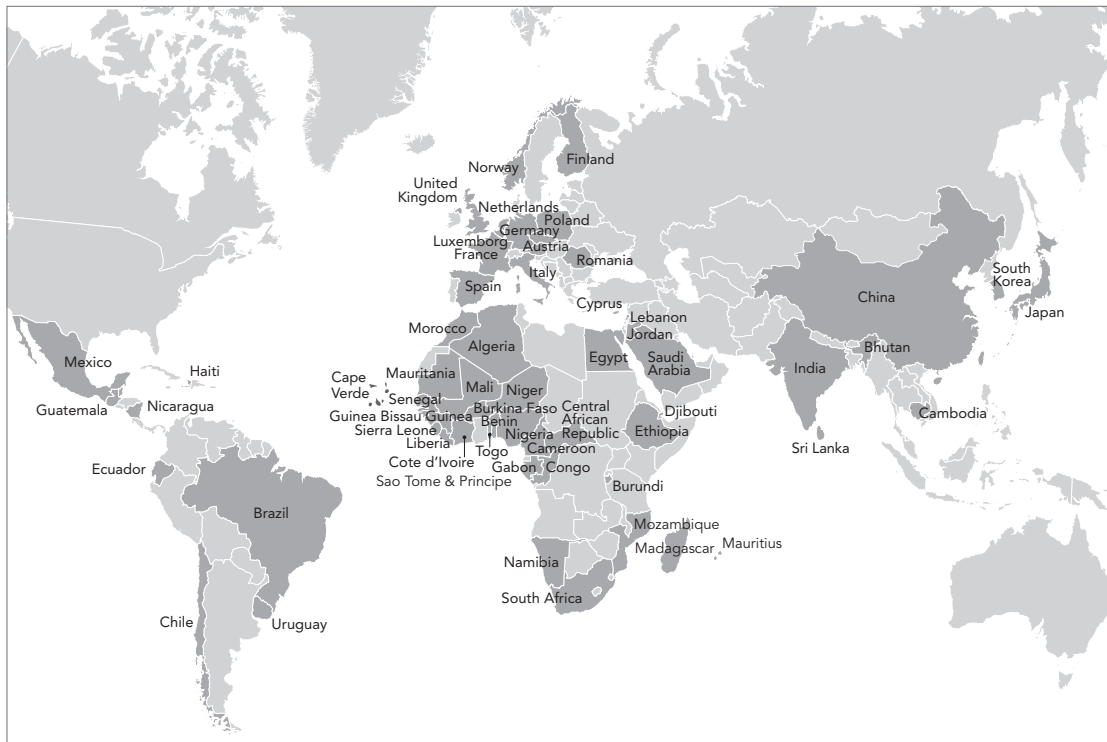 Norway
Finland
United
Kingdom
Netherlands
Poland
Germany
Luxemborg
Austria
France
Romania
Italy
Spain
Cyprus
South
Korea
China
Japan
Lebanon
Jordan
Morocco
Algeria
Egypt
Saudi
Arabia
Bhutan
India
Mexico
Haiti
Cape
Verde
Mauritania
Mali
Niger
Senegal
Guatemala
Nicaragua
Burkina Faso
Central
African
Republic
Djibouti
Cambodia
Guinea Bissau
Guinea
Benin
Sierra Leone
Nigeria
Ethiopia
Liberia
Togo
Cameroon
Sri Lanka
Cote d'Ivoire
Gabon
Congo
Ecuador
Sao Tome & Principe
Burundi
Brazil
Mozambique
Madagascar
Mauritius
Namibia
South Africa
Chile
Uruguay